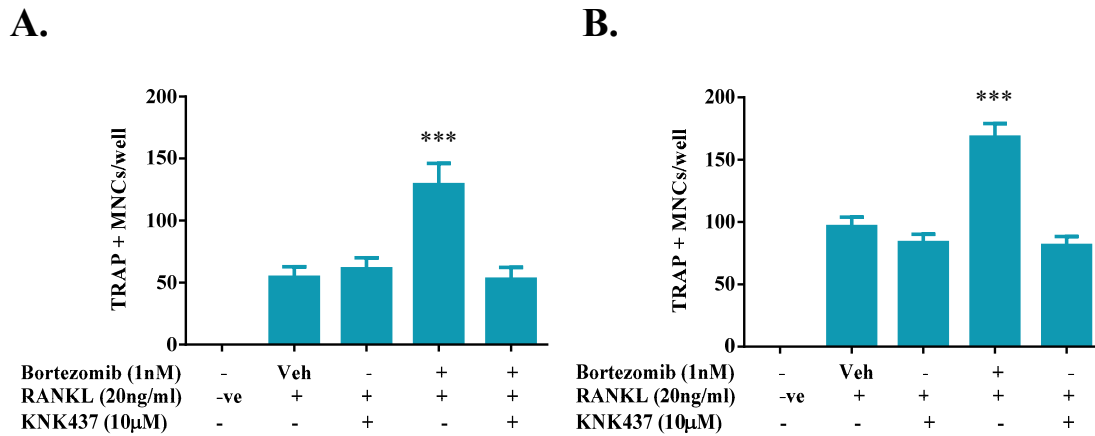 A.
B.
TRAP + MNCs/well
200
150
100
50
0
***
Bortezomib (1nM) - Veh - + +
RANKL (20ng/ml) -ve + + + +
KNK437 (10µM) - - + - +
TRAP + MNCs/well
200
150
100
50
0
***
Bortezomib (1nM) - Veh - + -
RANKL (20ng/ml) -ve + + + +
KNK437 (10µM) - - + - +